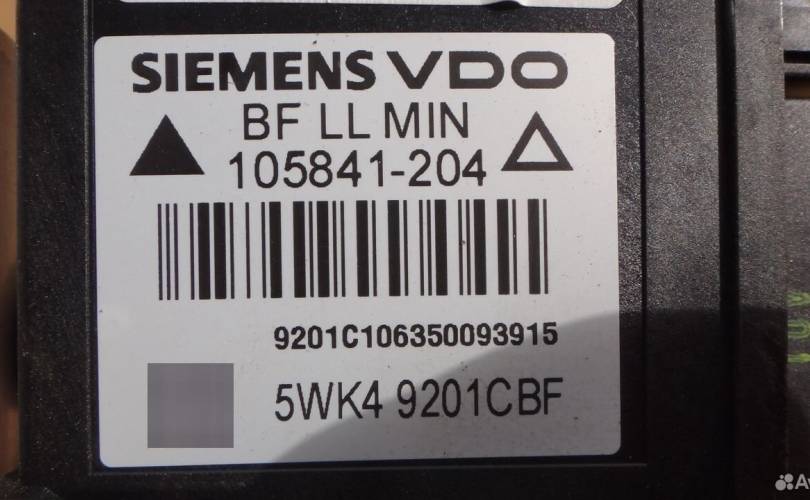 SIEMENS VDO
BF LL MIN
105841-204
9201C106350093915
5WK4 9201CBF